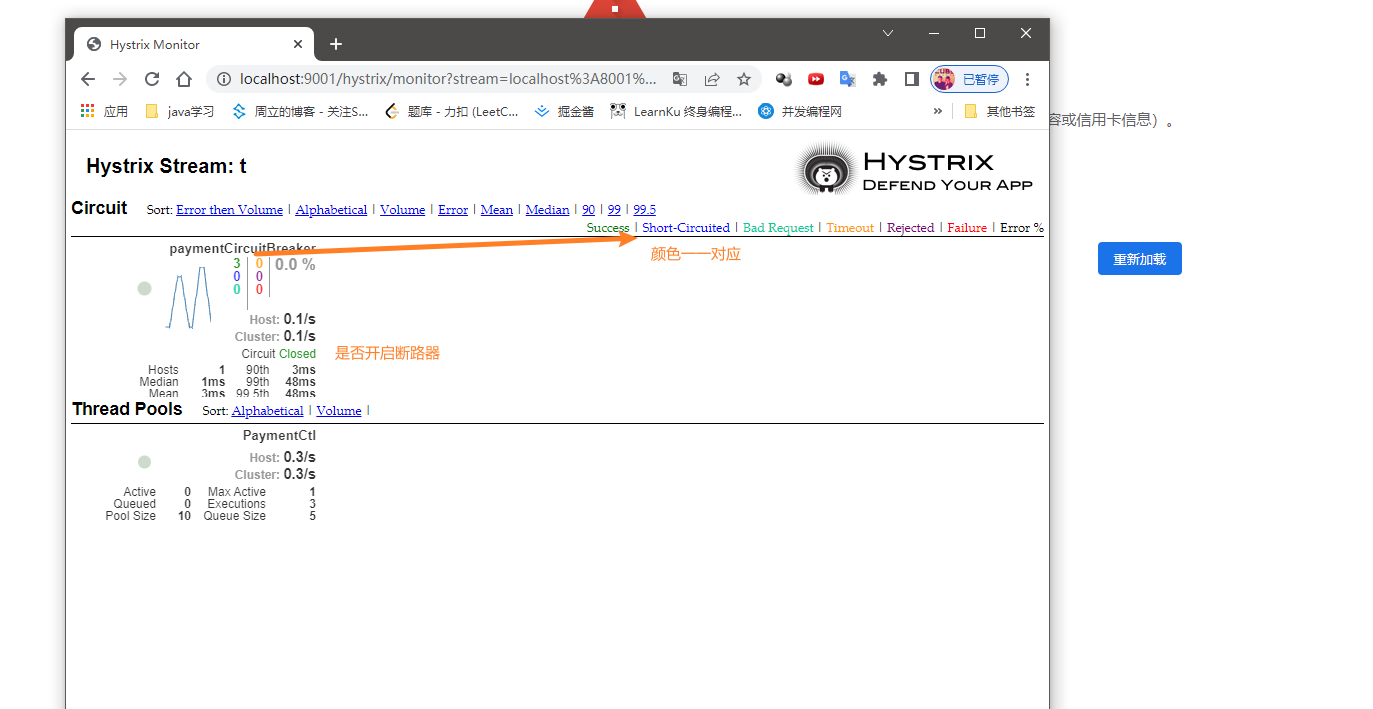 Hystrix Monitor
localhost:9001/hystrix/monitor?stream=localhost%3A8001%...
已暂停
应用
java学习
周立的博客 - 关注S...
题库 - 力扣 (LeetC...
掘金酱
LearnKu 终身编程...
并发编程网
»
其他书签
容或信用卡信息）。
Hystrix Stream: t
HYSTRIX
DEFEND YOUR APP
Circuit Sort: Error then Volume | Alphabetical | Volume | Error | Mean | Median | 90 | 99 | 99.5
Success | Short-Circuited | Bad Request | Timeout | Rejected | Failure | Error %
paymentCircuitBreaker
颜色一一对应
3 0 0.0 %
0 0
0 0
重新加载
Host: 0.1/s
Cluster: 0.1/s
Circuit Closed
是否开启断路器
Hosts 1 90th 3ms
Median 1ms 99th 48ms
Mean 3ms 99.5th 48ms
Thread Pools Sort: Alphabetical | Volume |
PaymentCtl
Host: 0.3/s
Cluster: 0.3/s
Active 0 Max Active 1
Queued 0 Executions 3
Pool Size 10 Queue Size 5